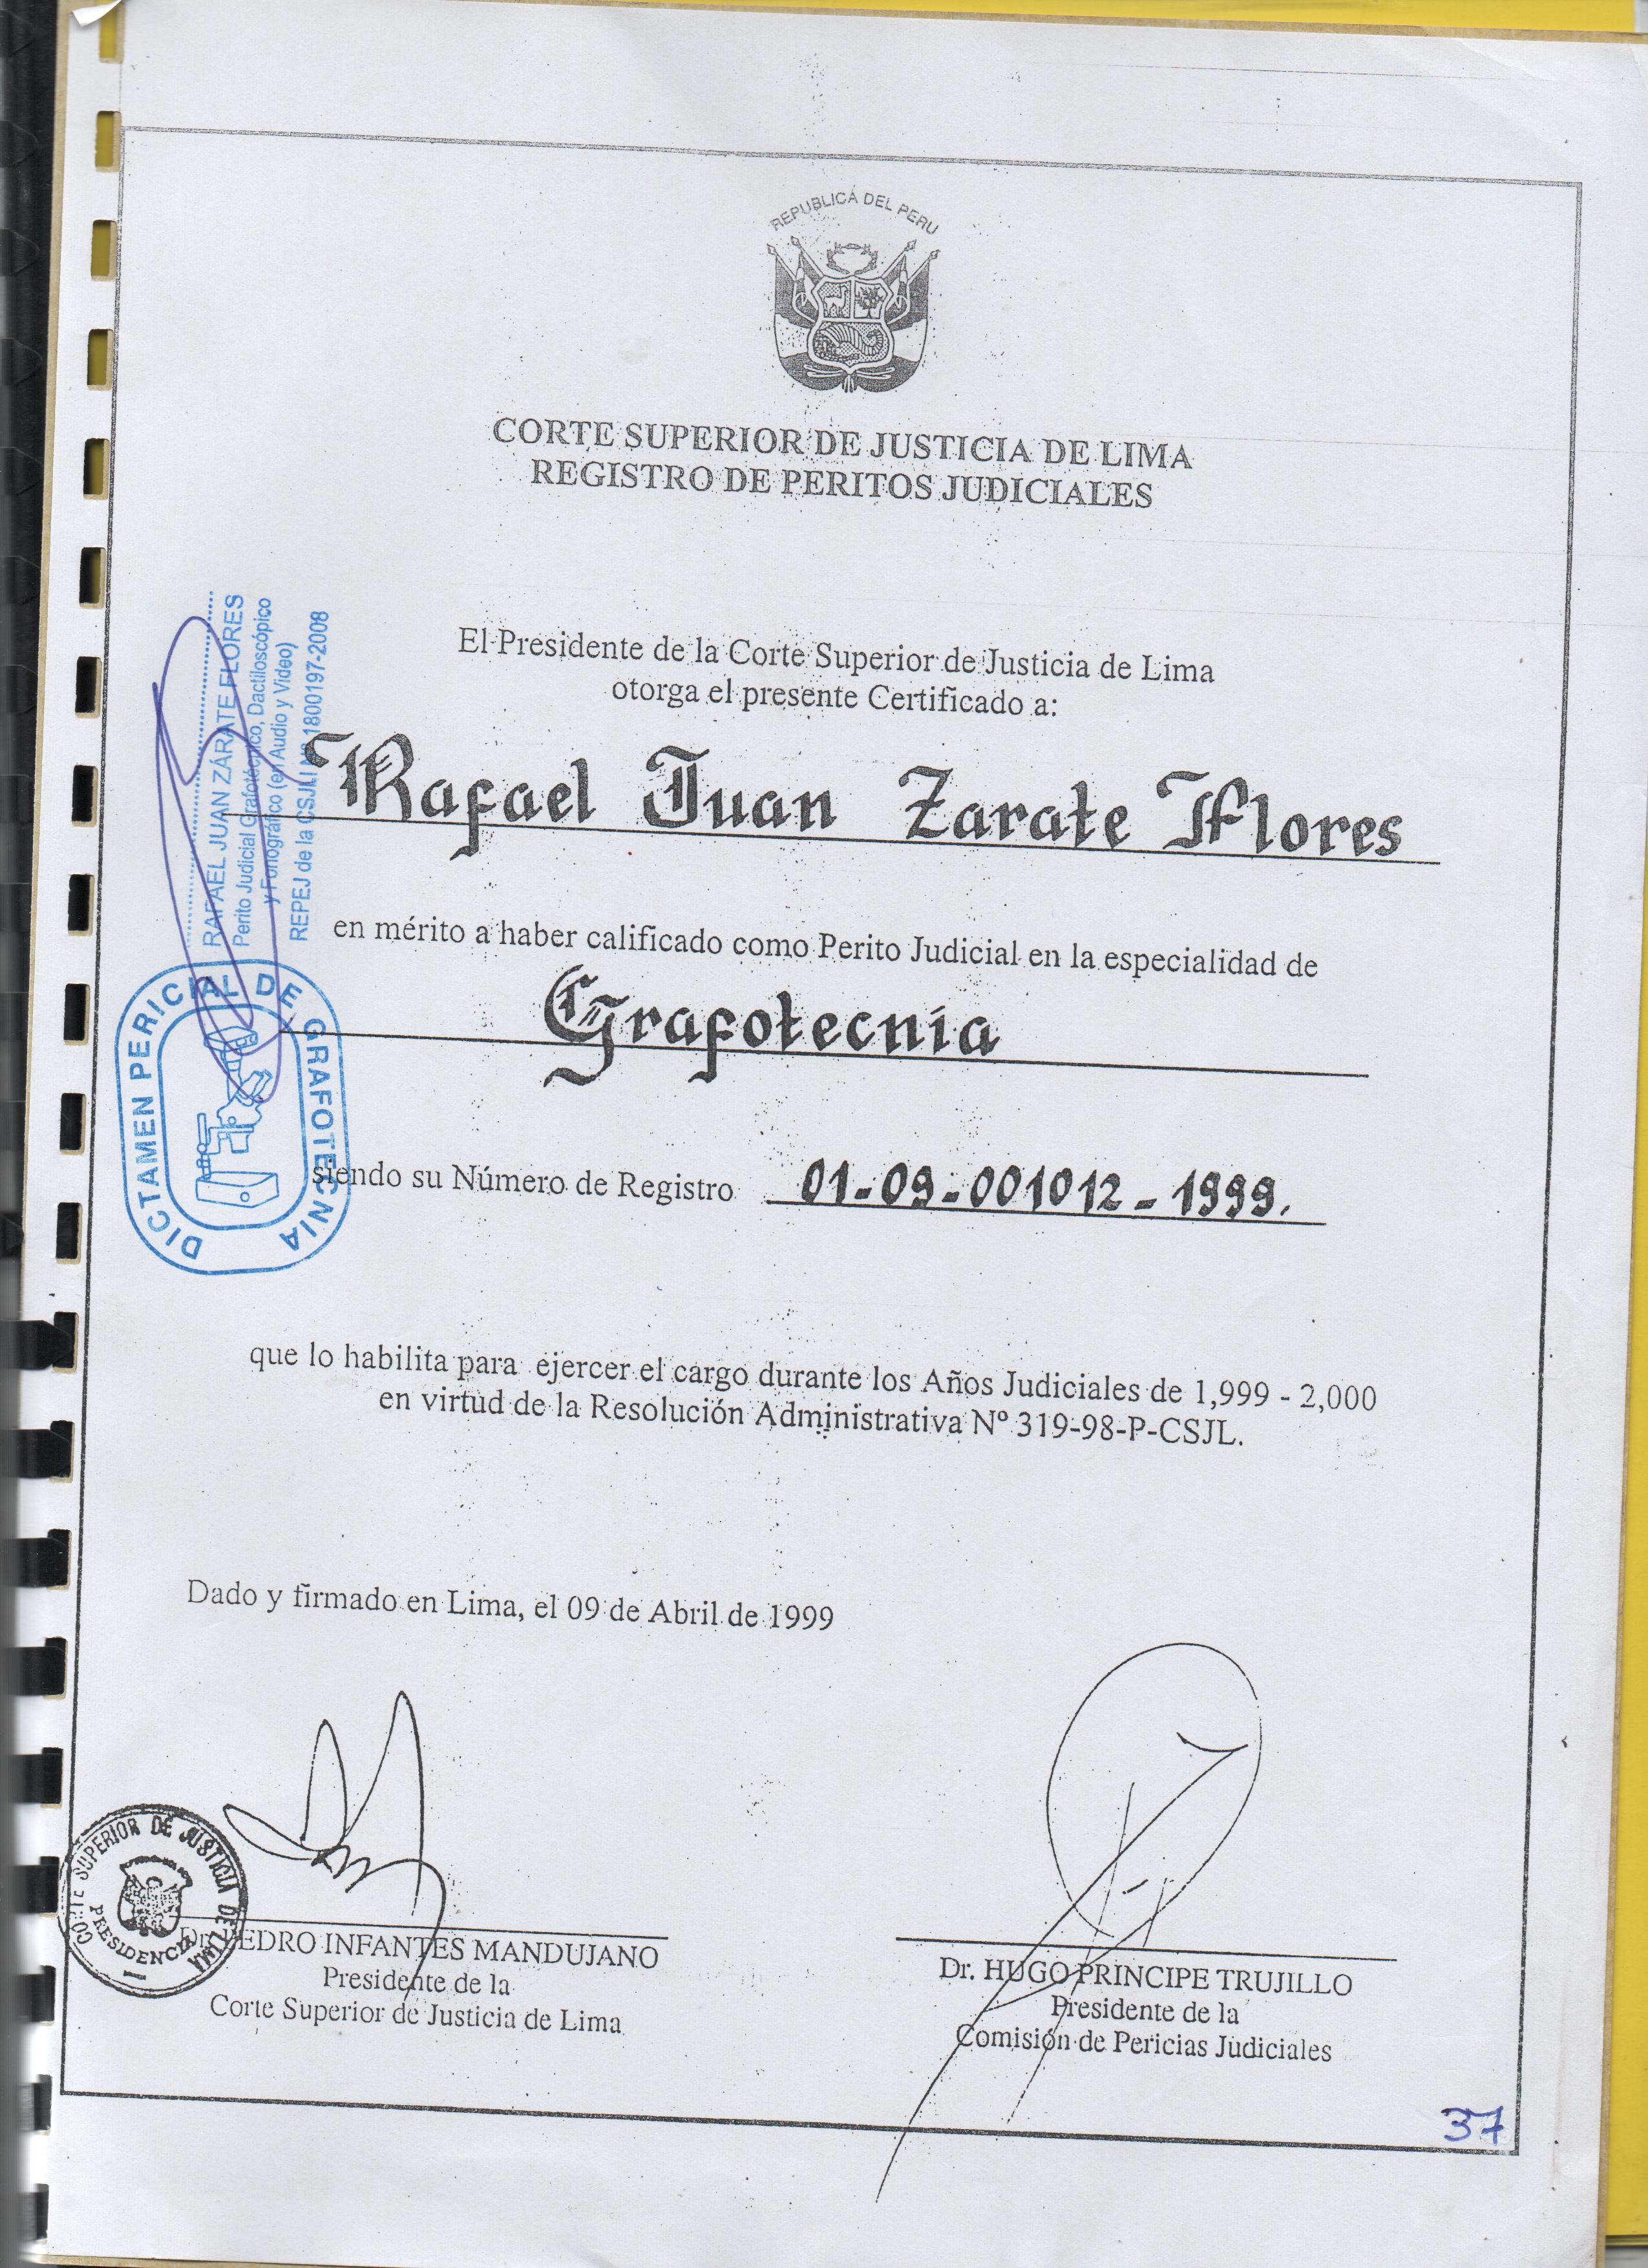 REPUBLICA DEL PERU
CORTE SUPERIOR DE JUSTICIA DE LIMA
REGISTRO DE PERITOS JUDICIALES
El Presidente de la Corte Superior de Justicia de Lima
otorga el presente Certificado a:
Rafael Juan Zarate Flores
en mérito a haber calificado como Perito Judicial en la especialidad de
Grafotecnia
siendo su Número de Registro 01-09-001012-1999.
que lo habilita para ejercer el cargo durante los Años Judiciales de 1,999 - 2,000
en virtud de la Resolución Administrativa Nº 319-98-P-CSJL.
Dado y firmado en Lima, el 09 de Abril de 1999
RAFAEL JUAN ZÁRATE FLORES
Perito Judicial Grafotécnico, Dactiloscópico
y Fonográfico (en Audio y Video)
REPEJ de la CSJLI Nº 1800197-2008
DICTAMEN PERICIAL DE GRAFOTECNIA
CORTE SUPERIOR DE JUSTICIA DE LIMA
PRESIDENCIA
Dr. PEDRO INFANTES MANDUJANO
Presidente de la
Corte Superior de Justicia de Lima
Dr. HUGO PRINCIPE TRUJILLO
Presidente de la
Comisión de Pericias Judiciales
37